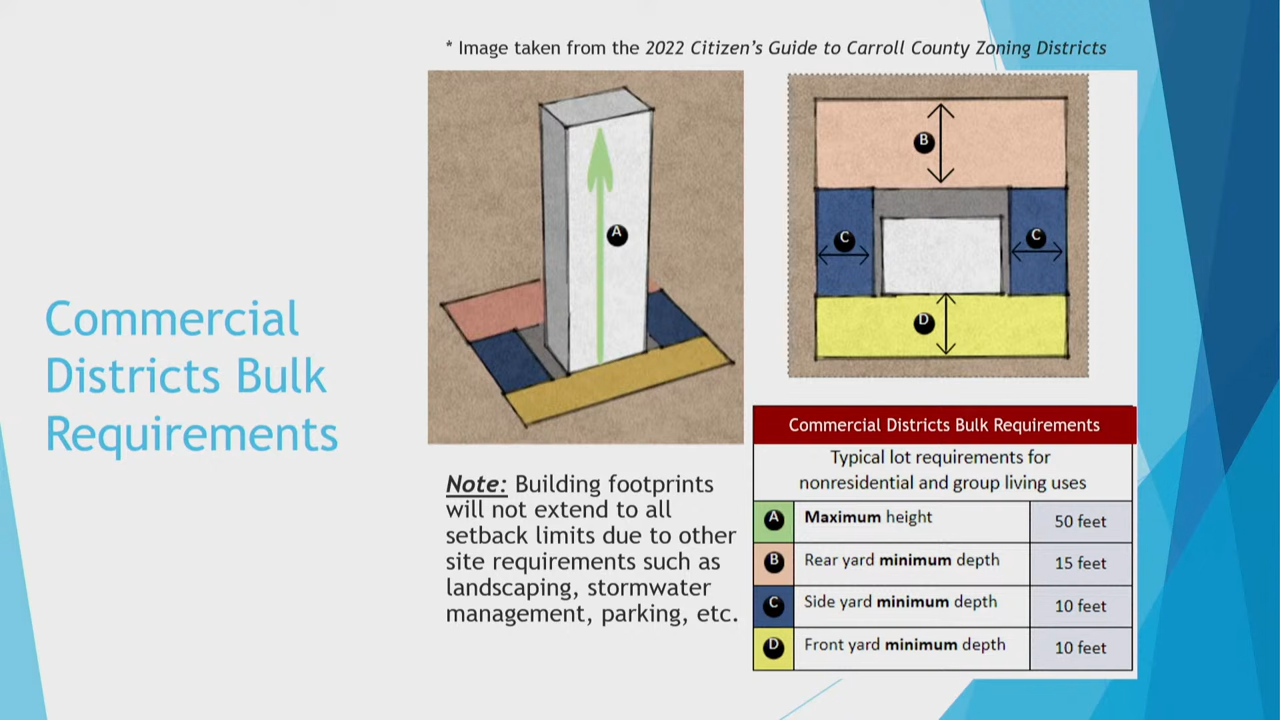 * Image taken from the 2022 Citizen's Guide to Carroll County Zoning Districts
Commercial
Districts Bulk
Requirements
A
B
C
C
D
Note: Building footprints
will not extend to all
setback limits due to other
site requirements such as
landscaping, stormwater
management, parking, etc.
Commercial Districts Bulk Requirements
Typical lot requirements for
nonresidential and group living uses
A Maximum height 50 feet
B Rear yard minimum depth 15 feet
C Side yard minimum depth 10 feet
D Front yard minimum depth 10 feet